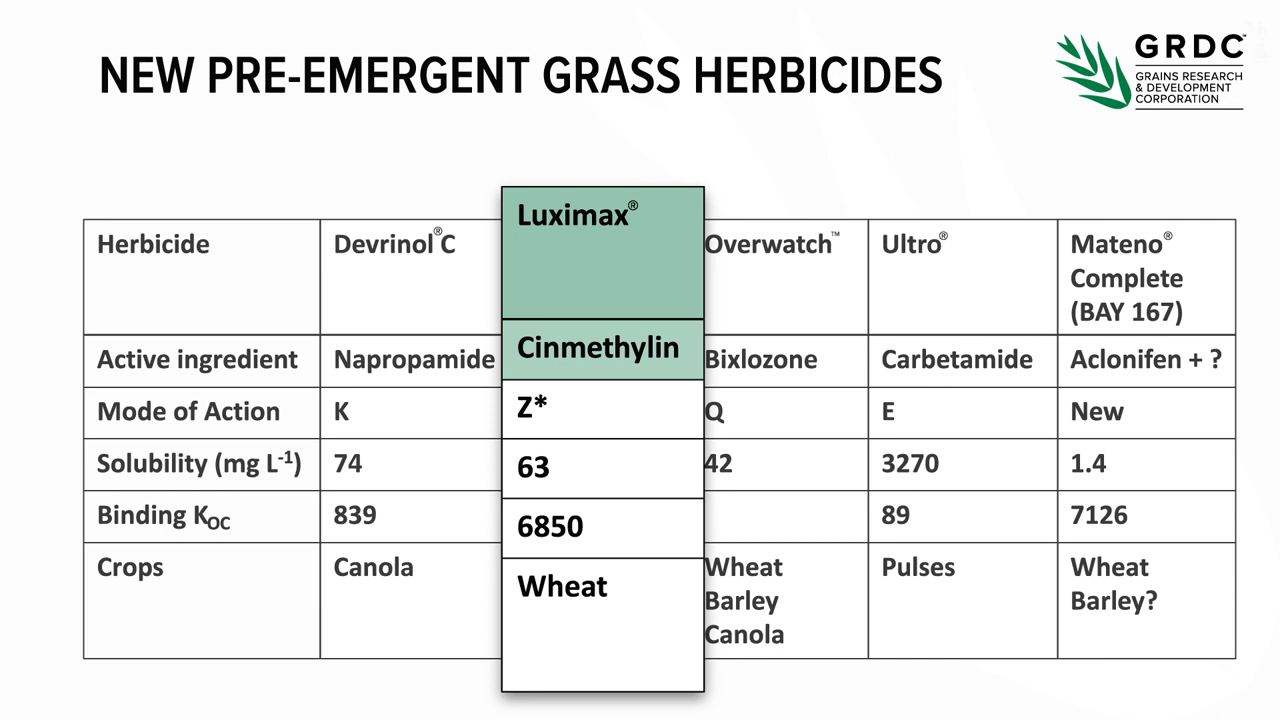 NEW PRE-EMERGENT GRASS HERBICIDES
GRDC™
GRAINS RESEARCH
& DEVELOPMENT
CORPORATION
Herbicide
Devrinol®C
Luximax®
Overwatch™
Ultro®
Mateno®
Complete
(BAY 167)
Active ingredient
Napropamide
Cinmethylin
Bixlozone
Carbetamide
Aclonifen + ?
Mode of Action
K
Z*
Q
E
New
Solubility (mg L⁻¹)
74
63
42
3270
1.4
Binding KOC
839
6850
89
7126
Crops
Canola
Wheat
Wheat
Barley
Canola
Pulses
Wheat
Barley?